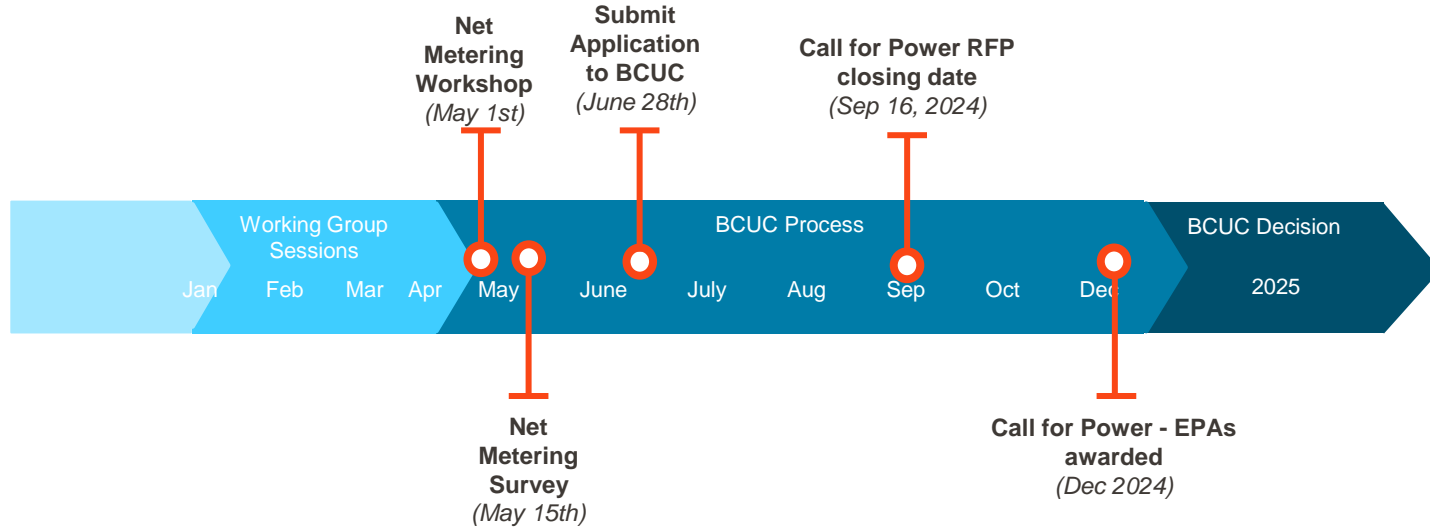 Net
Metering
Workshop
(May 1st)
Submit
Application
to BCUC
(June 28th)
Call for Power RFP
closing date
(Sep 16, 2024)
Working Group
Sessions
BCUC Process
BCUC Decision
Jan
Feb
Mar
Apr
May
June
July
Aug
Sep
Oct
Dec
2025
Net
Metering
Survey
(May 15th)
Call for Power - EPAs
awarded
(Dec 2024)